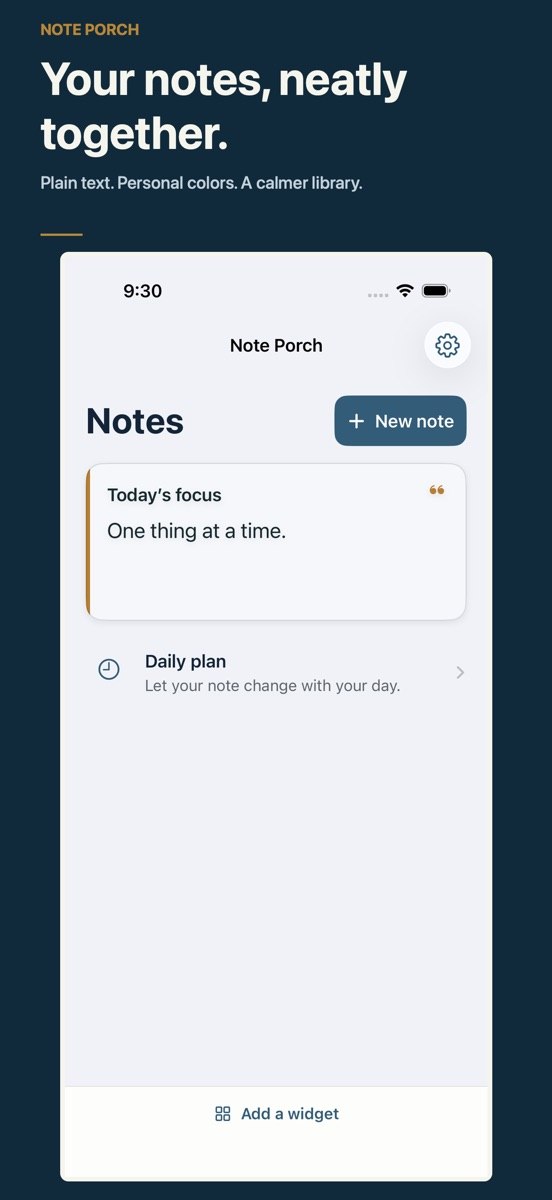 NOTE PORCH
Your notes, neatly
together.
Plain text. Personal colors. A calmer library.
9:30
Note Porch
Notes
+ New note
Today’s focus
❝
One thing at a time.
Daily plan
Let your note change with your day.
Add a widget